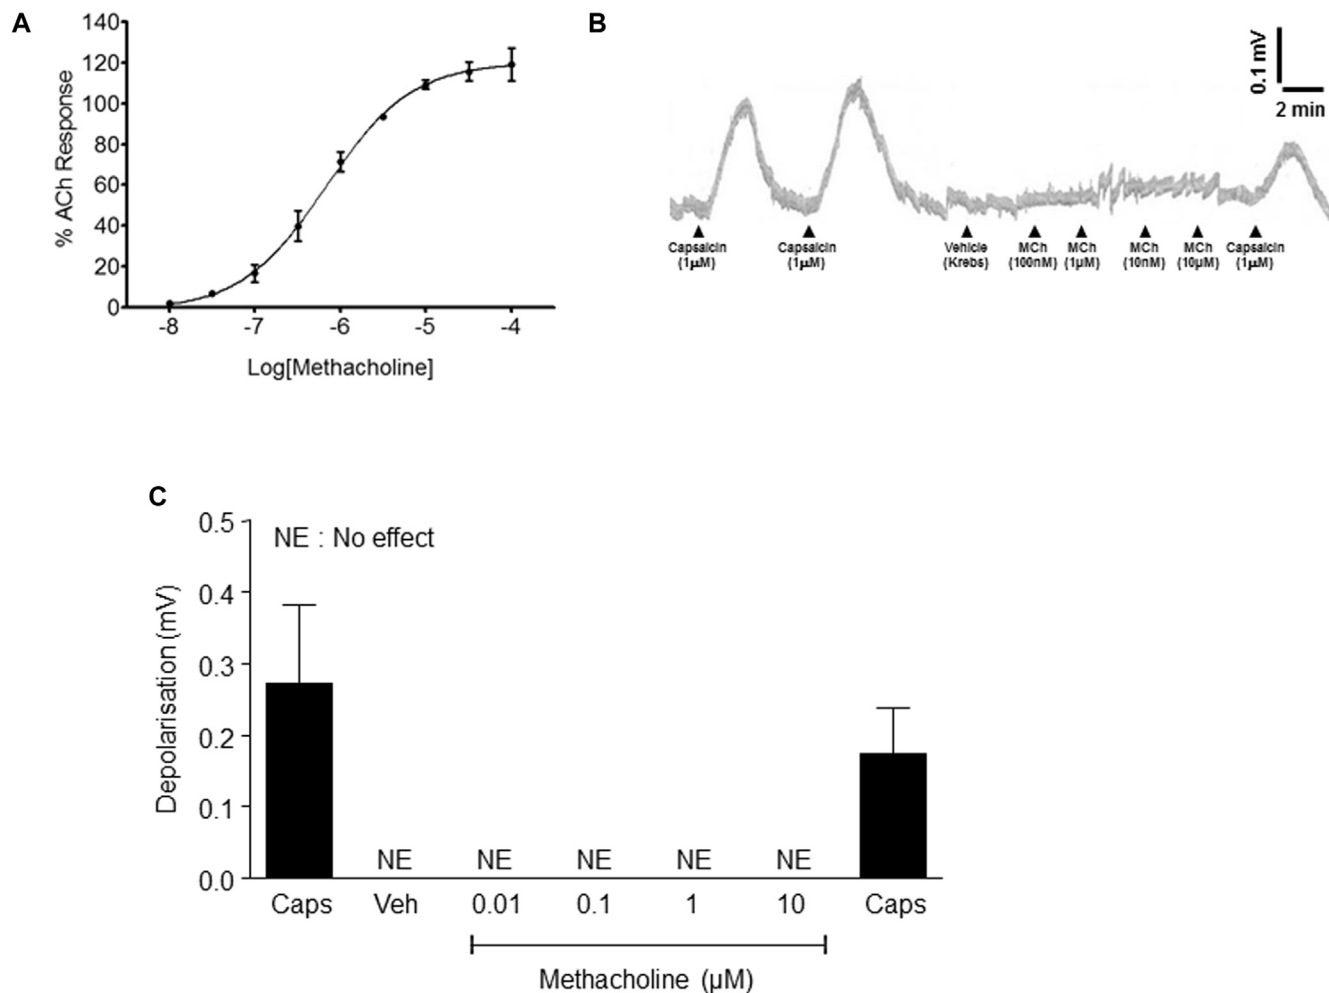 A
140
120
100
80
60
40
20
0
% ACh Response
-8 -7 -6 -5 -4
Log[Methacholine]
B
0.1 mV
2 min
Capsaicin Capsaicin Vehicle MCh MCh MCh MCh Capsaicin
(1µM) (1µM) (Krebs) (100nM) (1µM) (10nM) (10µM) (1µM)
C
0.5
0.4
0.3
0.2
0.1
0.0
Depolarisation (mV)
NE : No effect
NE NE NE NE NE
Caps Veh 0.01 0.1 1 10 Caps
Methacholine (µM)